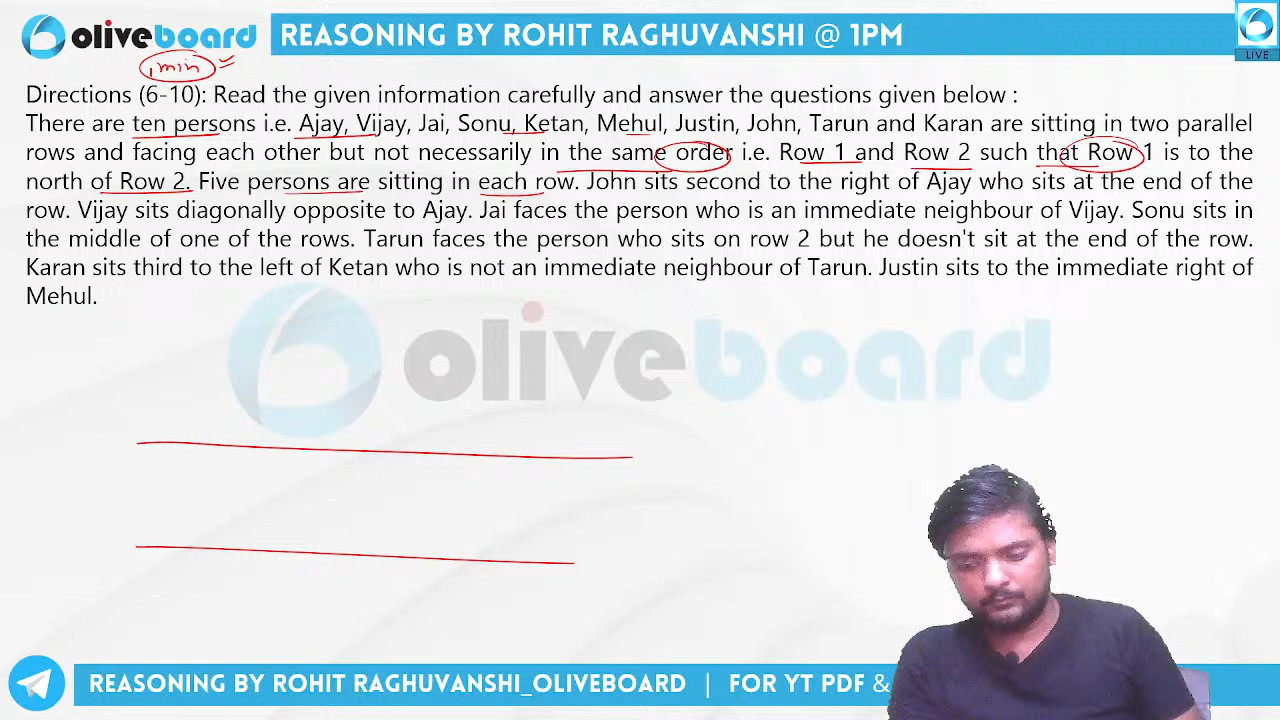 oliveboard REASONING BY ROHIT RAGHUVANSHI @ 1PM
LIVE
1 min
Directions (6-10): Read the given information carefully and answer the questions given below :
There are ten persons i.e. Ajay, Vijay, Jai, Sonu, Ketan, Mehul, Justin, John, Tarun and Karan are sitting in two parallel
rows and facing each other but not necessarily in the same order i.e. Row 1 and Row 2 such that Row 1 is to the
north of Row 2. Five persons are sitting in each row. John sits second to the right of Ajay who sits at the end of the
row. Vijay sits diagonally opposite to Ajay. Jai faces the person who is an immediate neighbour of Vijay. Sonu sits in
the middle of one of the rows. Tarun faces the person who sits on row 2 but he doesn't sit at the end of the row.
Karan sits third to the left of Ketan who is not an immediate neighbour of Tarun. Justin sits to the immediate right of
Mehul.
oliveboard
REASONING BY ROHIT RAGHUVANSHI_OLIVEBOARD | FOR YT PDF &